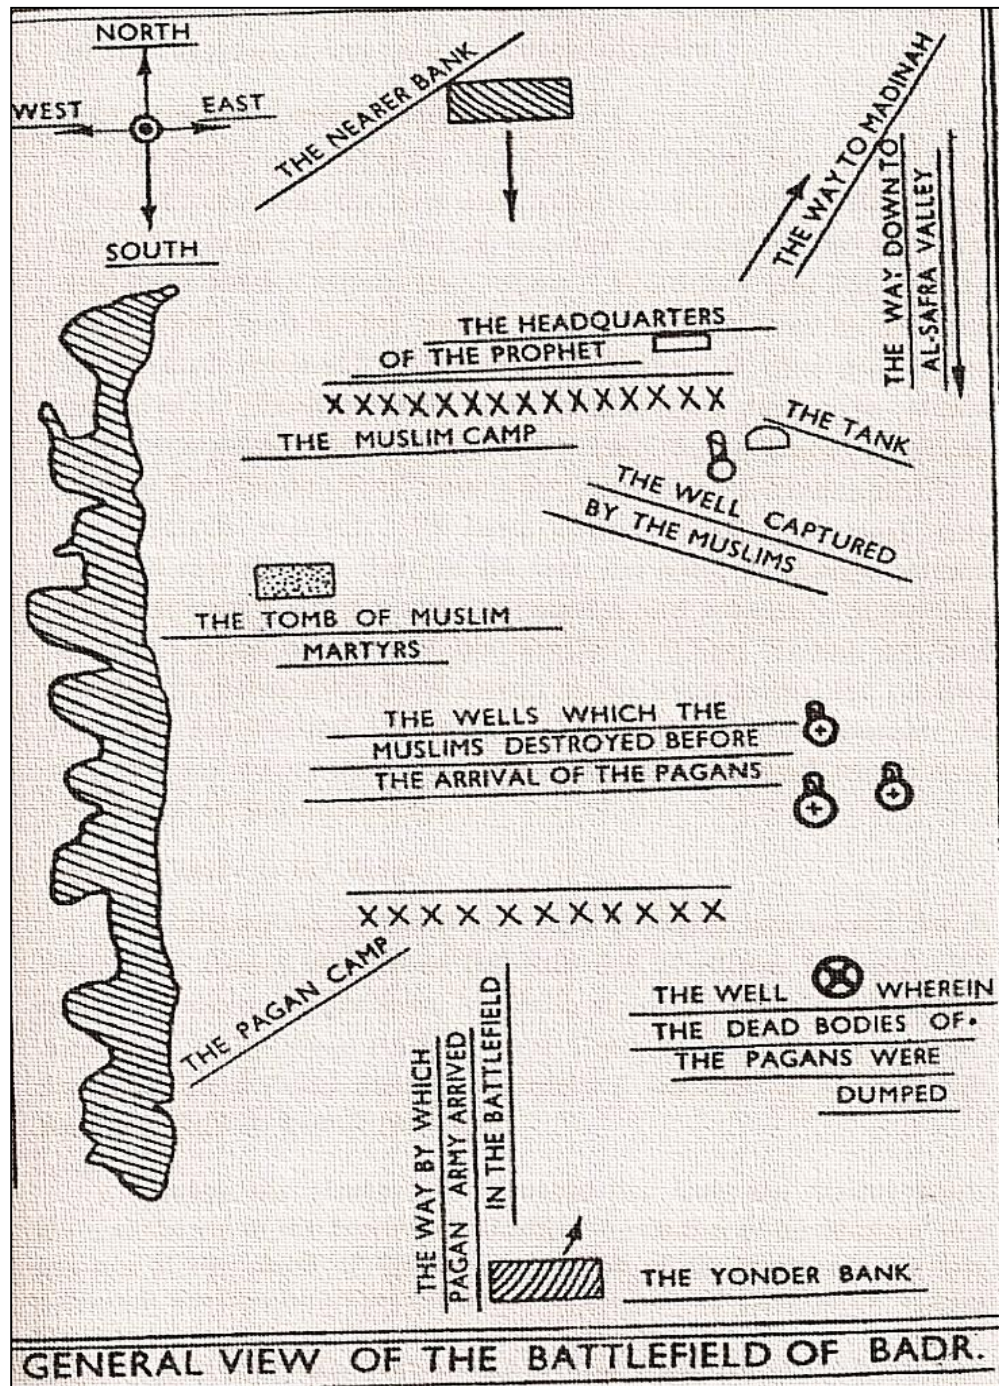 NORTH
WEST
EAST
SOUTH
THE NEARER BANK
THE WAY TO MADINAH
THE WAY DOWN TO
AL-SAFRA VALLEY
THE HEADQUARTERS
OF THE PROPHET
X X X X X X X X X X X X X X X
THE MUSLIM CAMP
THE TANK
THE WELL CAPTURED
BY THE MUSLIMS
THE TOMB OF MUSLIM
MARTYRS
THE WELLS WHICH THE
MUSLIMS DESTROYED BEFORE
THE ARRIVAL OF THE PAGANS
X X X X X X X X X X X
THE PAGAN CAMP
THE WAY BY WHICH
PAGAN ARMY ARRIVED
IN THE BATTLEFIELD
THE WELL WHEREIN
THE DEAD BODIES OF.
THE PAGANS WERE
DUMPED
THE YONDER BANK
GENERAL VIEW OF THE BATTLEFIELD OF BADR.